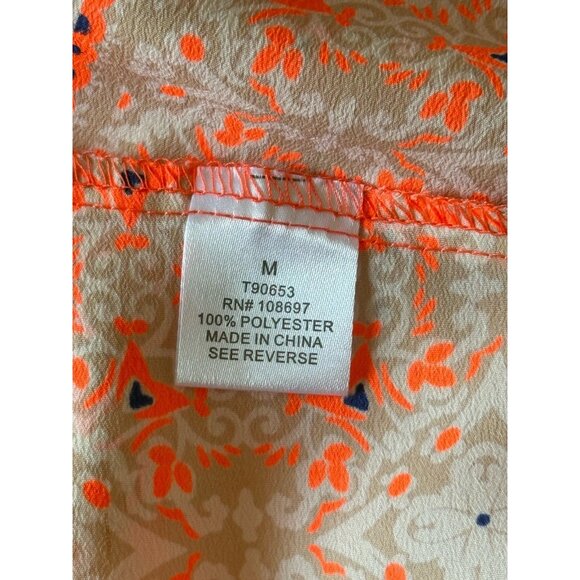 M
T90653
RN# 108697
100% POLYESTER
MADE IN CHINA
SEE REVERSE